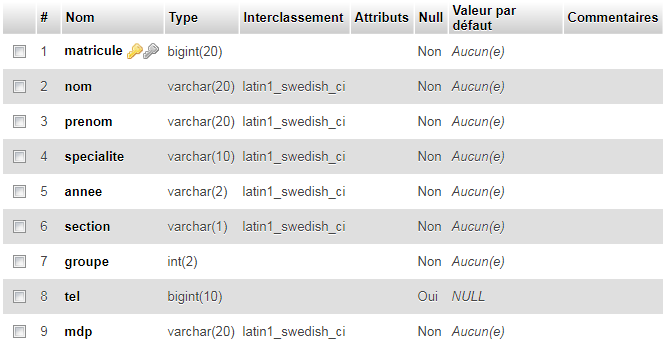 # Nom Type Interclassement Attributs Null Valeur par défaut Commentaires
1 matricule bigint(20) Non Aucun(e)
2 nom varchar(20) latin1_swedish_ci Non Aucun(e)
3 prenom varchar(20) latin1_swedish_ci Non Aucun(e)
4 specialite varchar(10) latin1_swedish_ci Non Aucun(e)
5 annee varchar(2) latin1_swedish_ci Non Aucun(e)
6 section varchar(1) latin1_swedish_ci Non Aucun(e)
7 groupe int(2) Non Aucun(e)
8 tel bigint(10) Oui NULL
9 mdp varchar(20) latin1_swedish_ci Non Aucun(e)